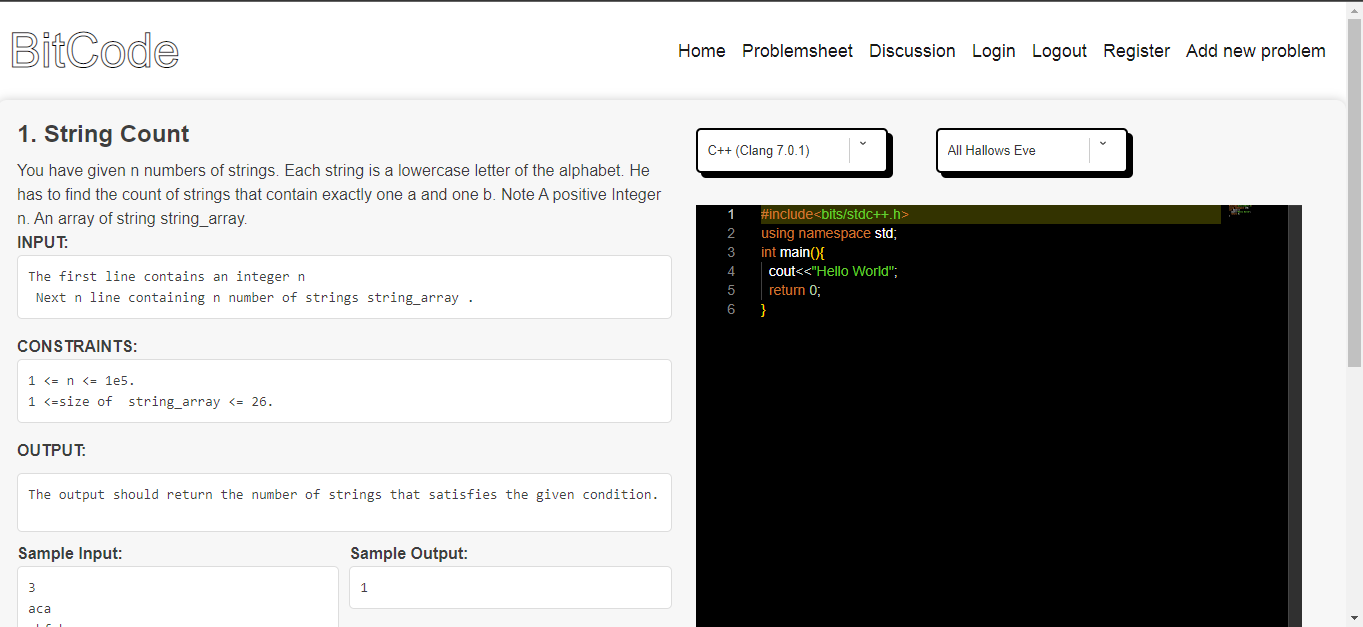 BitCode
Home Problemsheet Discussion Login Logout Register Add new problem
1. String Count
You have given n numbers of strings. Each string is a lowercase letter of the alphabet. He
has to find the count of strings that contain exactly one a and one b. Note A positive Integer
n. An array of string string_array.
INPUT:
The first line contains an integer n
Next n line containing n number of strings string_array .
CONSTRAINTS:
1 <= n <= 1e5.
1 <=size of  string_array <= 26.
OUTPUT:
The output should return the number of strings that satisfies the given condition.
Sample Input:
3
aca
Sample Output:
1
C++ (Clang 7.0.1)
All Hallows Eve
1 #include<bits/stdc++.h>
2 using namespace std;
3 int main(){
4 cout<<"Hello World";
5 return 0;
6 }